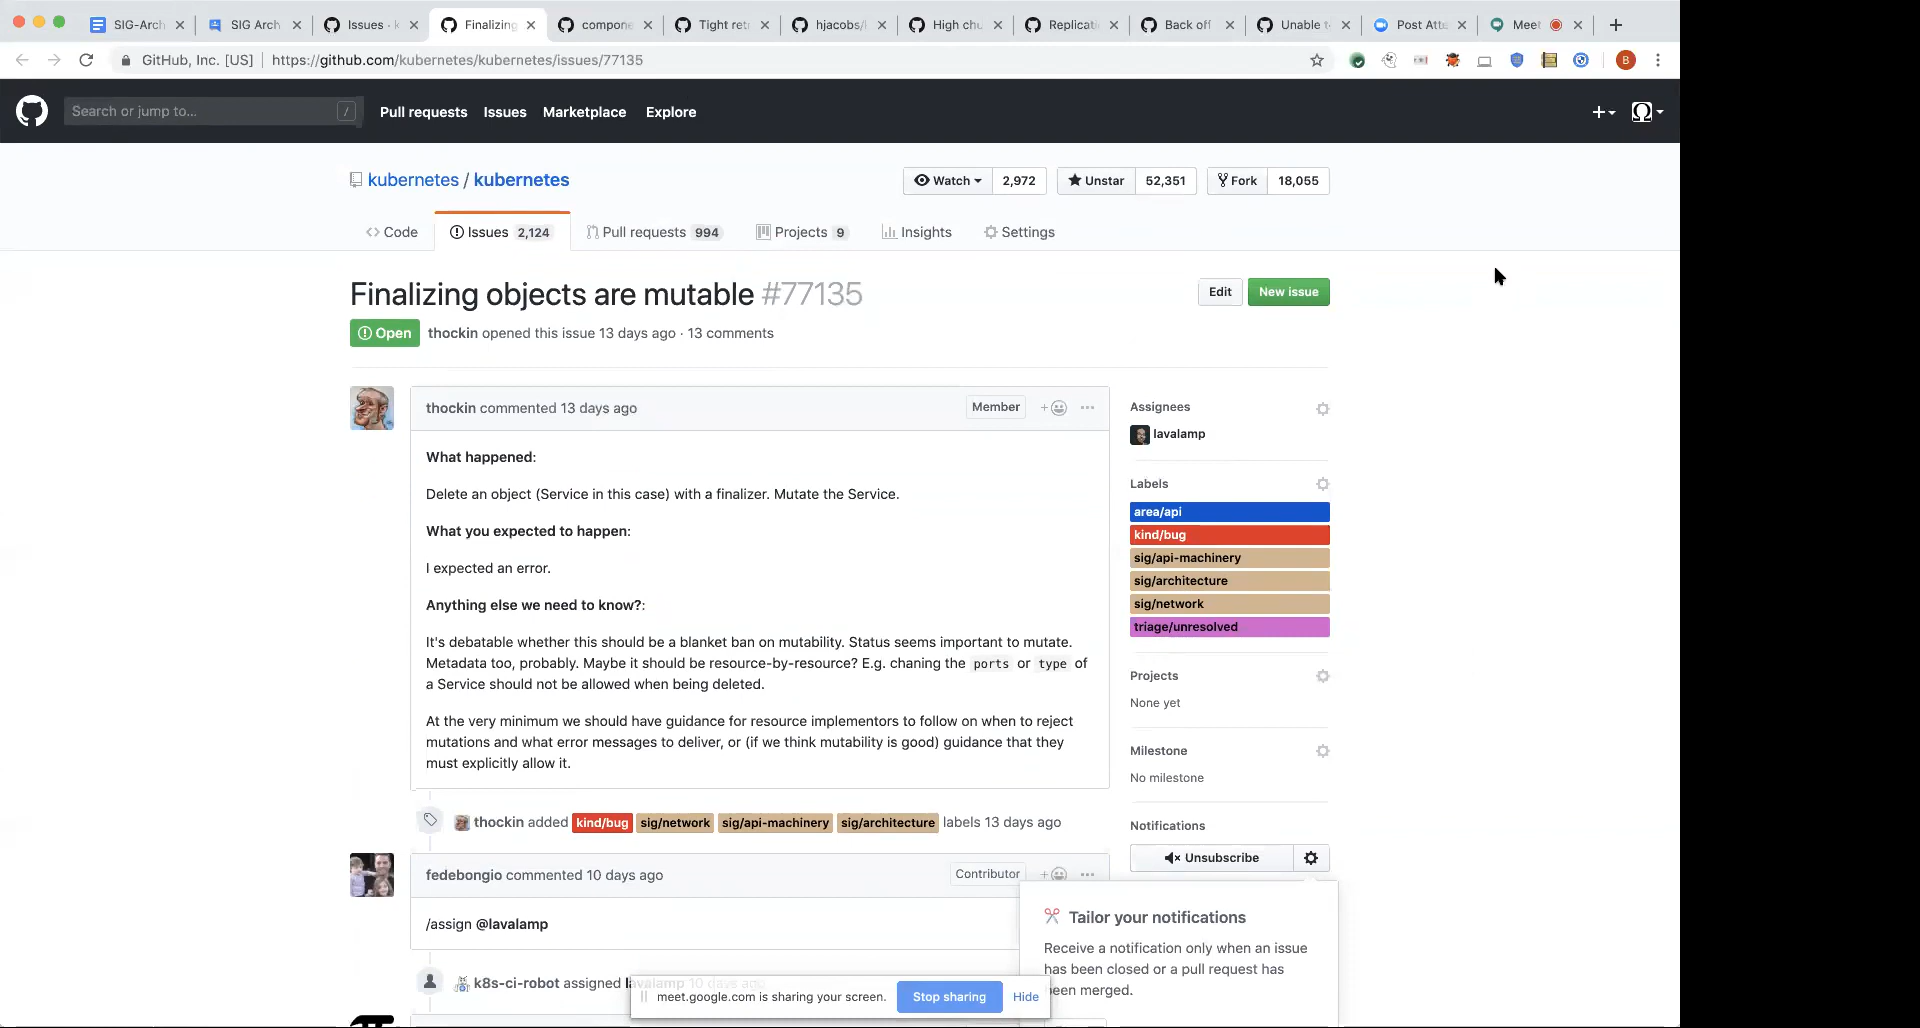 SIG-Arch
SIG Arch
Issues · k
Finalizing
compone
Tight ret
hjacobs/
High chu
Replicati
Back off
Unable t
Post Atte
Meet
GitHub, Inc. [US] | https://github.com/kubernetes/kubernetes/issues/77135
B
Search or jump to... /
Pull requests Issues Marketplace Explore
kubernetes / kubernetes
Watch 2,972 Unstar 52,351 Fork 18,055
Code Issues 2,124 Pull requests 994 Projects 9 Insights Settings
Finalizing objects are mutable #77135
Edit New issue
Open thockin opened this issue 13 days ago · 13 comments
thockin commented 13 days ago Member
What happened:
Delete an object (Service in this case) with a finalizer. Mutate the Service.
What you expected to happen:
I expected an error.
Anything else we need to know?:
It's debatable whether this should be a blanket ban on mutability. Status seems important to mutate.
Metadata too, probably. Maybe it should be resource-by-resource? E.g. chaning the ports or type of
a Service should not be allowed when being deleted.
At the very minimum we should have guidance for resource implementors to follow on when to reject
mutations and what error messages to deliver, or (if we think mutability is good) guidance that they
must explicitly allow it.
thockin added kind/bug sig/network sig/api-machinery sig/architecture labels 13 days ago
fedebongio commented 10 days ago Contributor
/assign @lavalamp
k8s-ci-robot assigned lavalamp 10 days ago
Assignees
lavalamp
Labels
area/api
kind/bug
sig/api-machinery
sig/architecture
sig/network
triage/unresolved
Projects
None yet
Milestone
No milestone
Notifications
Unsubscribe
Tailor your notifications
Receive a notification only when an issue
has been closed or a pull request has
been merged.
meet.google.com is sharing your screen. Stop sharing Hide